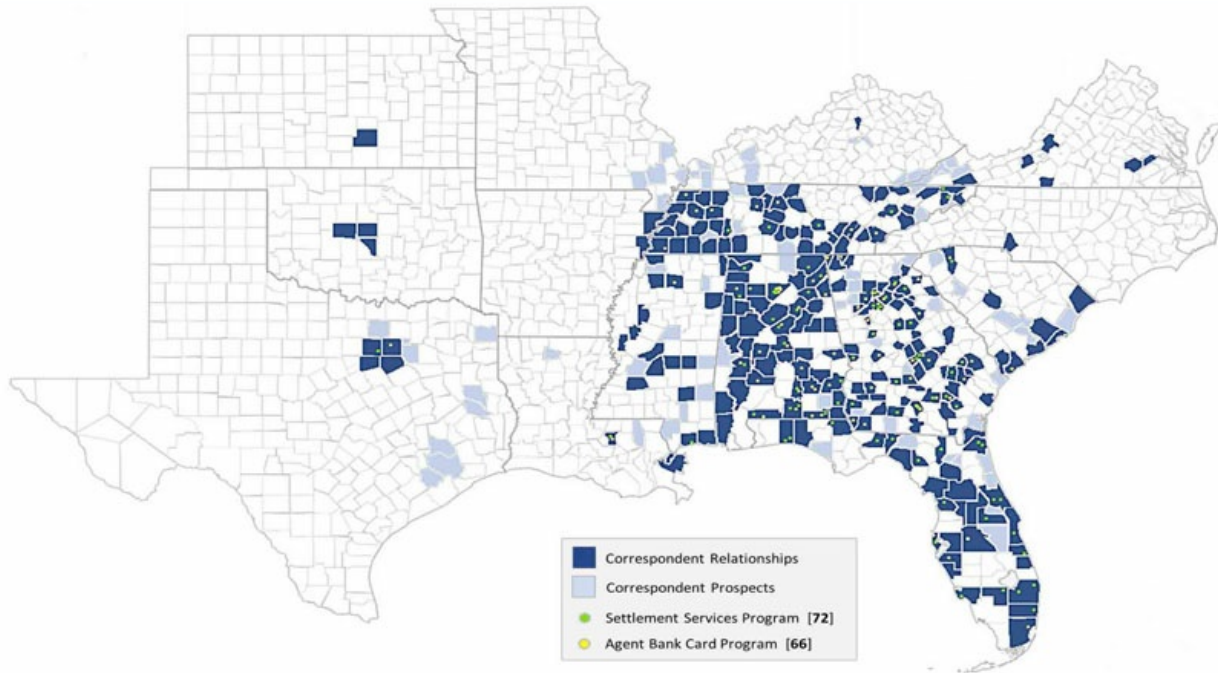 Correspondent Relationships
Correspondent Prospects
Settlement Services Program [72]
Agent Bank Card Program [66]